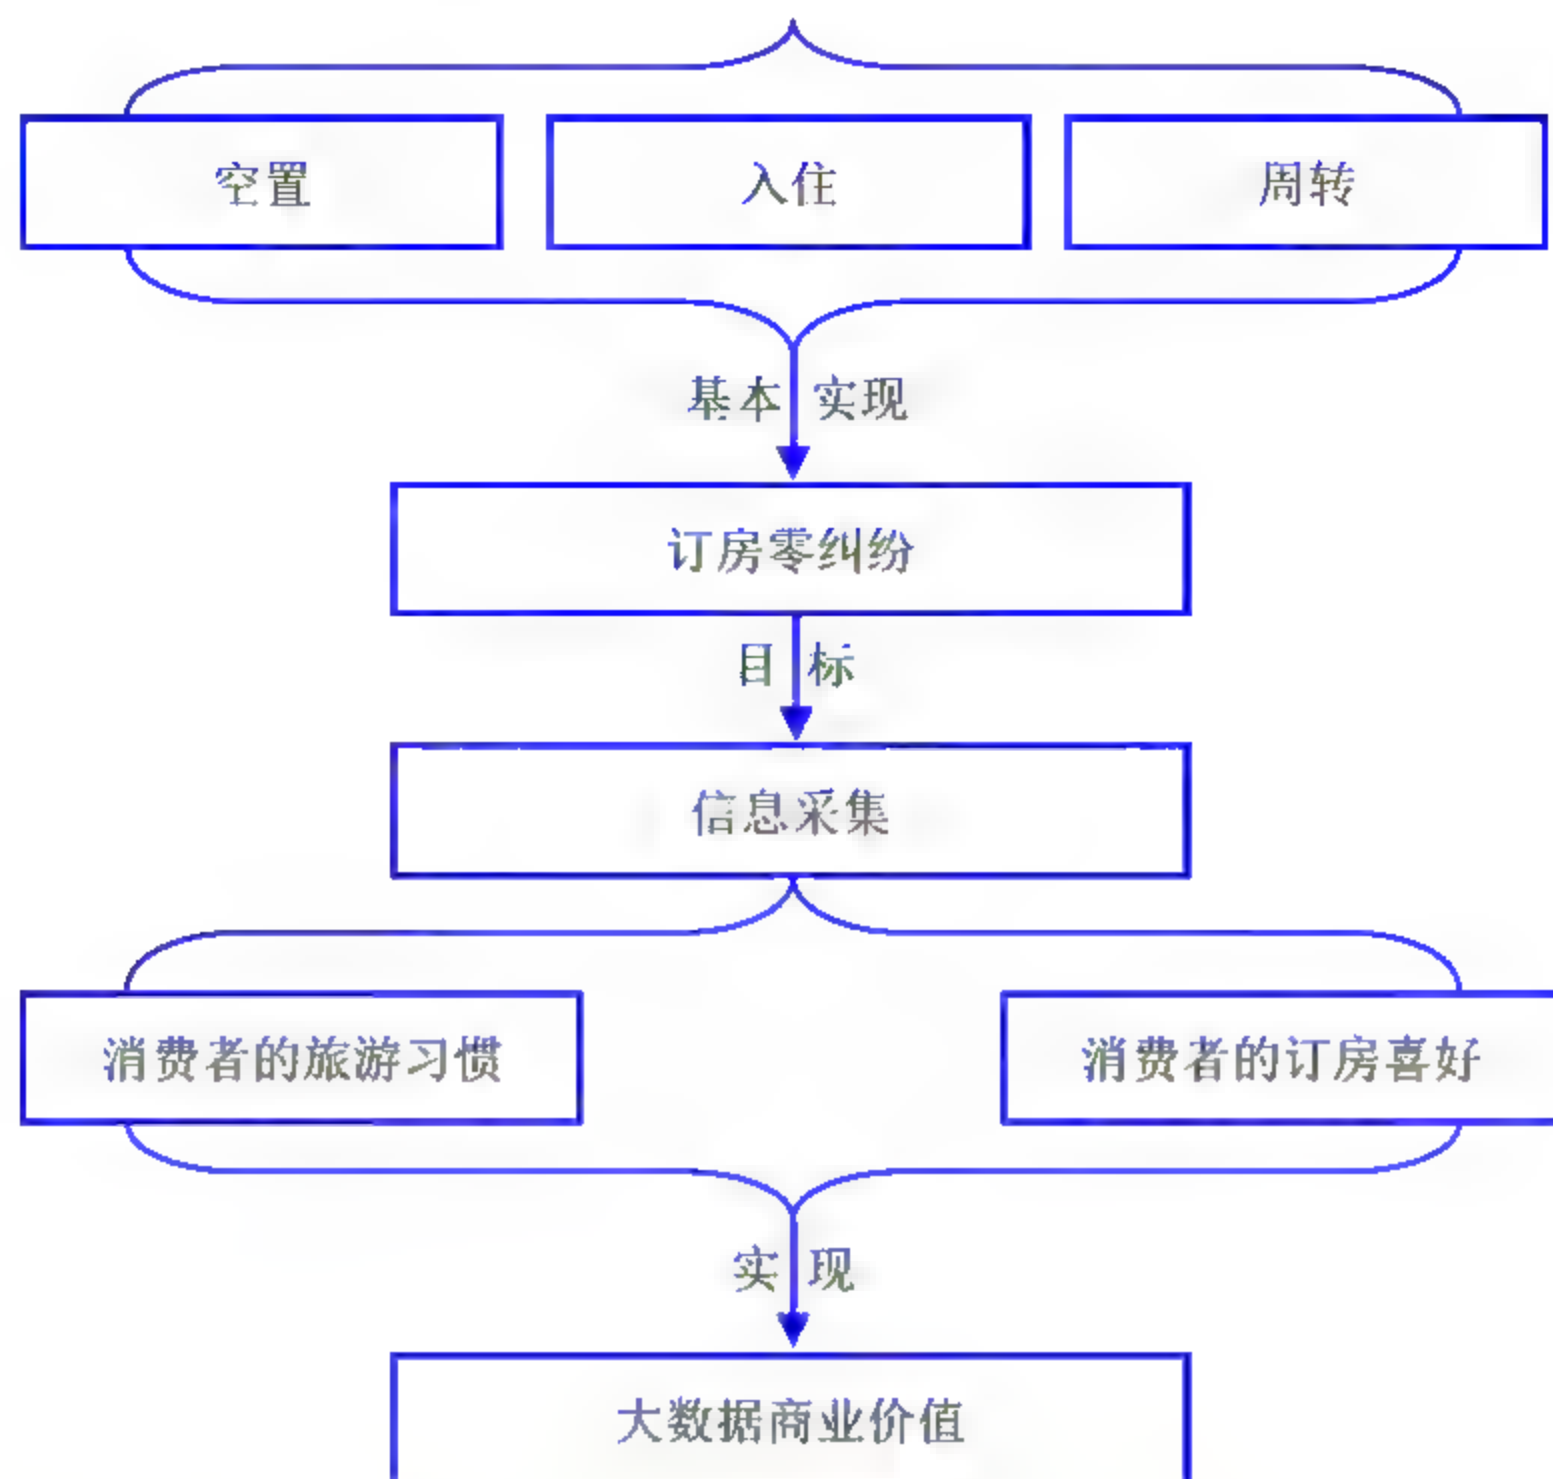 空置 入住 周转
基本 实现
订房零纠纷
目 标
信息采集
消费者的旅游习惯 消费者的订房喜好
实 现
大数据商业价值